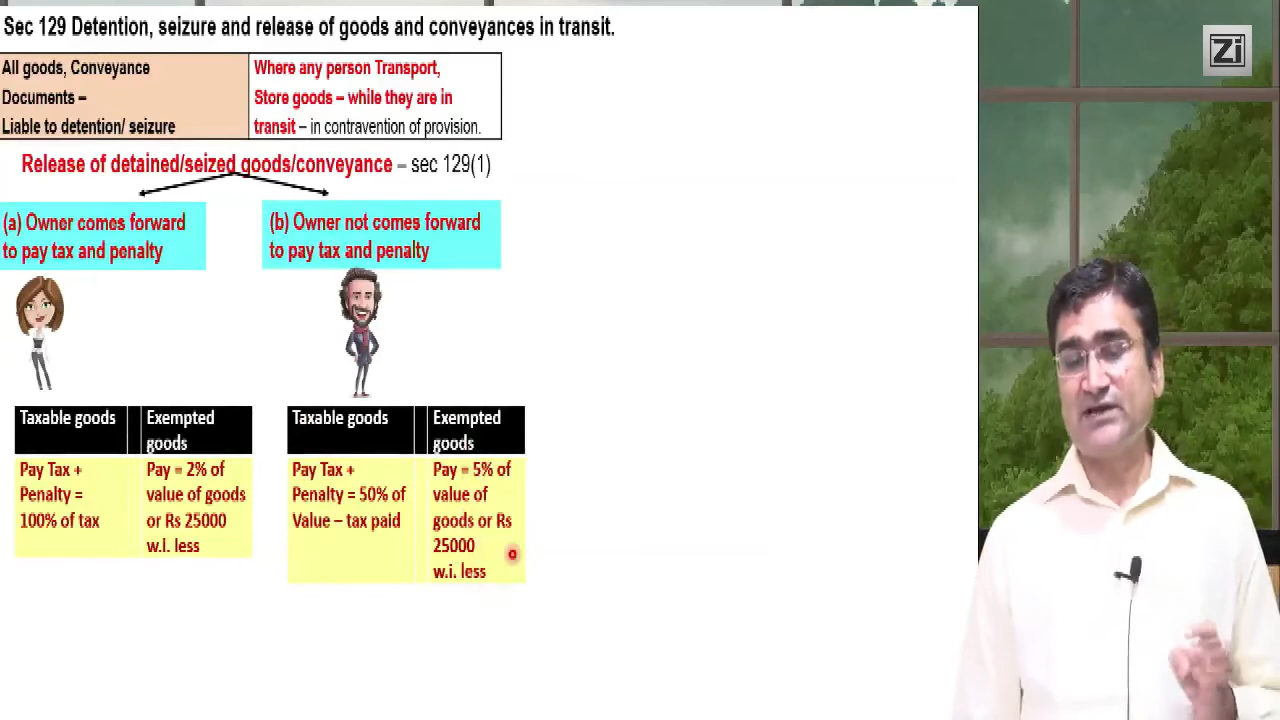 Sec 129 Detention, seizure and release of goods and conveyances in transit.
Zi
All goods, Conveyance
Documents –
Liable to detention/ seizure
Where any person Transport,
Store goods – while they are in
transit – in contravention of provision.
Release of detained/seized goods/conveyance – sec 129(1)
(a) Owner comes forward
to pay tax and penalty
(b) Owner not comes forward
to pay tax and penalty
Taxable goods
Exempted
goods
Pay Tax +
Penalty =
100% of tax
Pay = 2% of
value of goods
or Rs 25000
w.i. less
Taxable goods
Exempted
goods
Pay Tax +
Penalty = 50% of
Value – tax paid
Pay = 5% of
value of
goods or Rs
25000
w.i. less